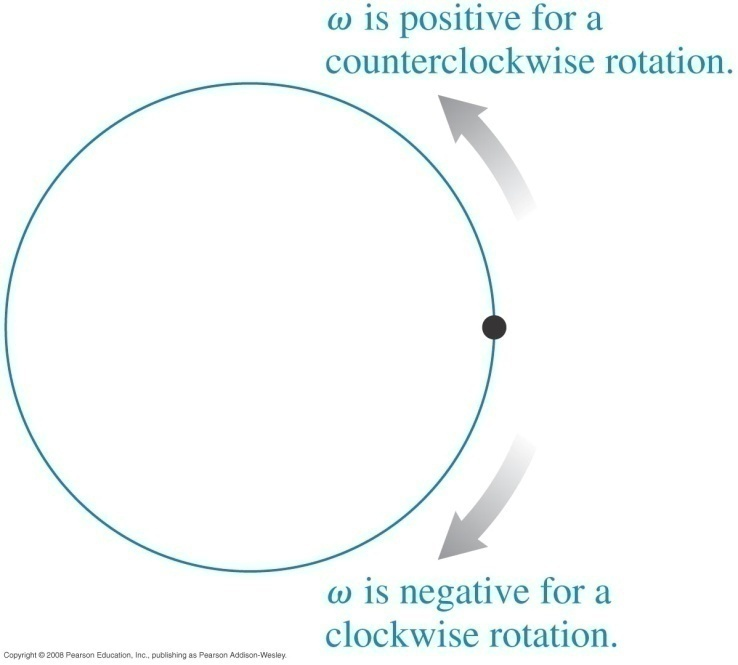 ω is positive for a
counterclockwise rotation.
ω is negative for a
clockwise rotation.
Copyright © 2008 Pearson Education, Inc., publishing as Pearson Addison-Wesley.